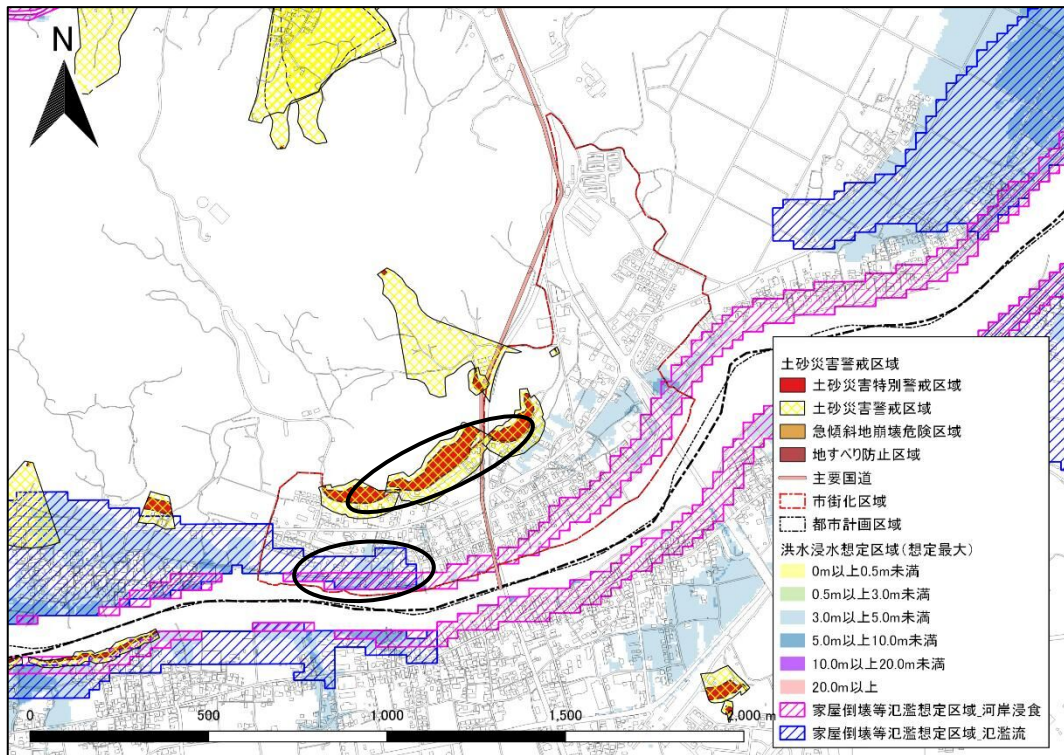 N
土砂災害警戒区域
土砂災害特別警戒区域
土砂災害警戒区域
急傾斜地崩壊危険区域
地すべり防止区域
主要国道
市街化区域
都市計画区域
洪水浸水想定区域(想定最大)
0m以上0.5m未満
0.5m以上3.0m未満
3.0m以上5.0m未満
5.0m以上10.0m未満
10.0m以上20.0m未満
20.0m以上
家屋倒壊等氾濫想定区域_河岸浸食
家屋倒壊等氾濫想定区域_氾濫流
0 500 1,000 1,500 2,000 m